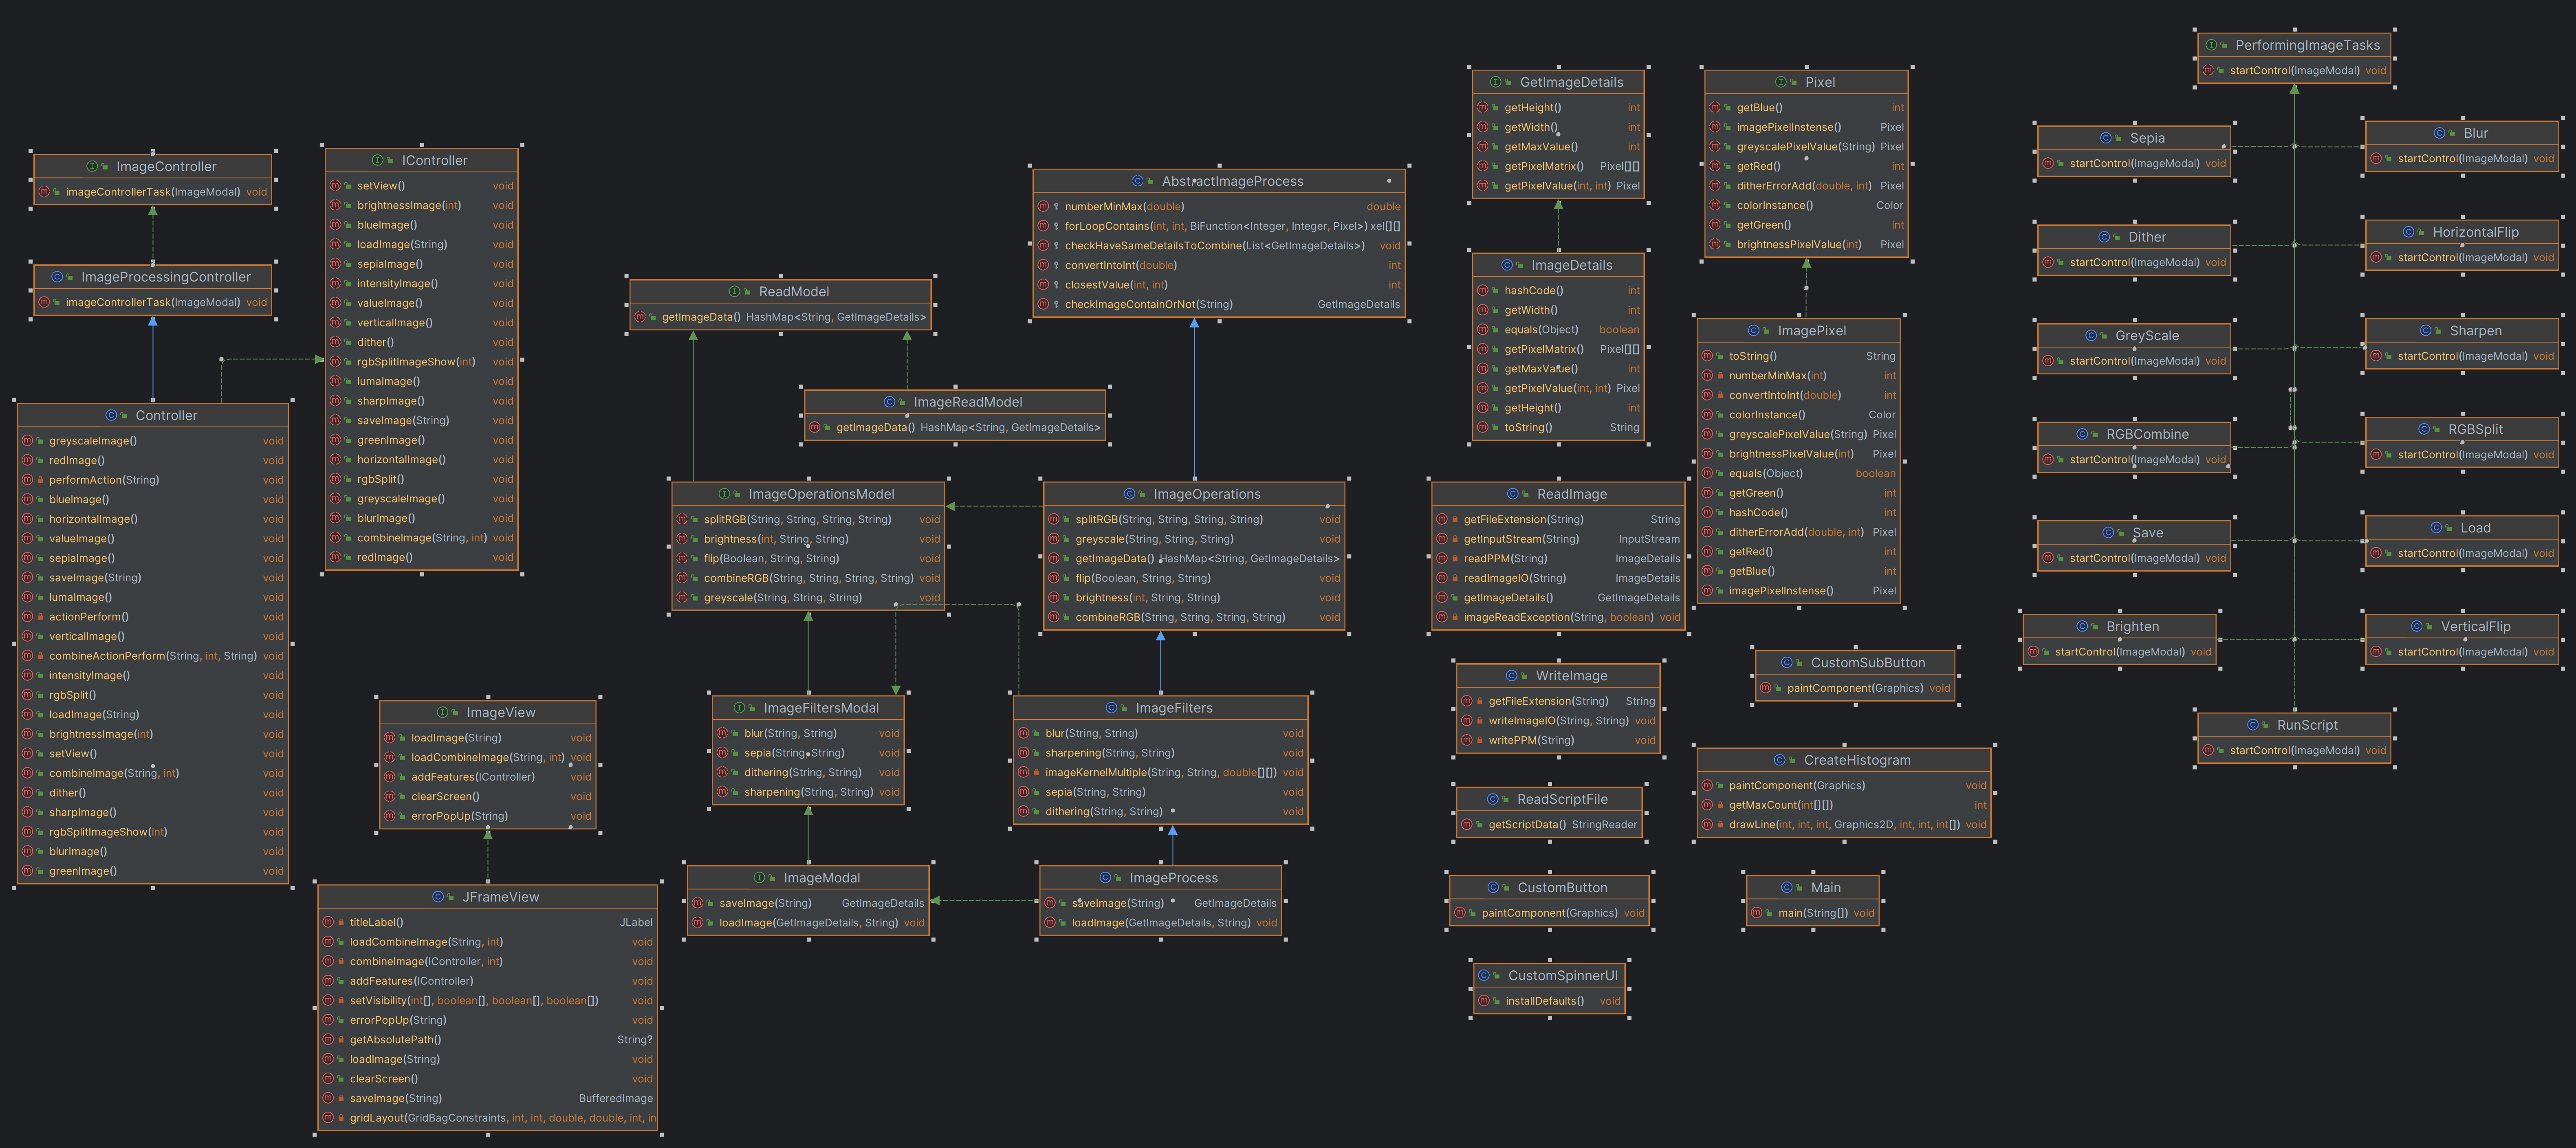 ImageController
imageControllerTask(ImageModal) void
ImageProcessingController
imageControllerTask(ImageModal) void
Controller
greyscaleImage() void
redImage() void
performAction(String) void
blueImage() void
horizontalImage() void
valueImage() void
sepiaImage() void
saveImage(String) void
lumaImage() void
actionPerform() void
verticalImage() void
combineActionPerform(String, int, String) void
intensityImage() void
rgbSplit() void
loadImage(String) void
brightnessImage(int) void
setView() void
combineImage(String, int) void
dither() void
sharpImage() void
rgbSplitImageShow(int) void
blurImage() void
greenImage() void
IController
setView() void
brightnessImage(int) void
blueImage() void
loadImage(String) void
sepiaImage() void
intensityImage() void
valueImage() void
verticalImage() void
dither() void
rgbSplitImageShow(int) void
lumaImage() void
sharpImage() void
saveImage(String) void
greenImage() void
horizontalImage() void
rgbSplit() void
greyscaleImage() void
blurImage() void
combineImage(String, int) void
redImage() void
ImageView
loadImage(String) void
loadCombineImage(String, int) void
addFeatures(IController) void
clearScreen() void
errorPopUp(String) void
JFrameView
titleLabel() JLabel
loadCombineImage(String, int) void
combineImage(IController, int) void
addFeatures(IController) void
setVisibility(int[], boolean[], boolean[], boolean[]) void
errorPopUp(String) void
getAbsolutePath() String?
loadImage(String) void
clearScreen() void
saveImage(String) BufferedImage
gridLayout(GridBagConstraints, int, int, double, double, int, in
ReadModel
getImageData() HashMap<String, GetImageDetails>
ImageReadModel
getImageData() HashMap<String, GetImageDetails>
ImageOperationsModel
splitRGB(String, String, String, String) void
brightness(int, String, String) void
flip(Boolean, String, String) void
combineRGB(String, String, String, String) void
greyscale(String, String, String) void
ImageFiltersModal
blur(String, String) void
sepia(String, String) void
dithering(String, String) void
sharpening(String, String) void
ImageModal
saveImage(String) GetImageDetails
loadImage(GetImageDetails, String) void
AbstractImageProcess
numberMinMax(double) double
forLoopContains(int, int, BiFunction<Integer, Integer, Pixel>) xel[][]
checkHaveSameDetailsToCombine(List<GetImageDetails>) void
convertIntoInt(double) int
closestValue(int, int) int
checkImageContainOrNot(String) GetImageDetails
ImageOperations
splitRGB(String, String, String, String) void
greyscale(String, String, String) void
getImageData() HashMap<String, GetImageDetails>
flip(Boolean, String, String) void
brightness(int, String, String) void
combineRGB(String, String, String, String) void
ImageFilters
blur(String, String) void
sharpening(String, String) void
imageKernelMultiple(String, String, double[][]) void
sepia(String, String) void
dithering(String, String) void
ImageProcess
saveImage(String) GetImageDetails
loadImage(GetImageDetails, String) void
GetImageDetails
getHeight() int
getWidth() int
getMaxValue() int
getPixelMatrix() Pixel[][]
getPixelValue(int, int) Pixel
ImageDetails
hashCode() int
getWidth() int
equals(Object) boolean
getPixelMatrix() Pixel[][]
getMaxValue() int
getPixelValue(int, int) Pixel
getHeight() int
toString() String
ReadImage
getFileExtension(String) String
getInputStream(String) InputStream
readPPM(String) ImageDetails
readImageIO(String) ImageDetails
getImageDetails() GetImageDetails
imageReadException(String, boolean) void
WriteImage
getFileExtension(String) String
writeImageIO(String, String) void
writePPM(String) void
ReadScriptFile
getScriptData() StringReader
CustomButton
paintComponent(Graphics) void
CustomSpinnerUI
installDefaults() void
Pixel
getBlue() int
imagePixelInstense() Pixel
greyscalePixelValue(String) Pixel
getRed() int
ditherErrorAdd(double, int) Pixel
colorInstance() Color
getGreen() int
brightnessPixelValue(int) Pixel
ImagePixel
toString() String
numberMinMax(int) int
convertIntoInt(double) int
colorInstance() Color
greyscalePixelValue(String) Pixel
brightnessPixelValue(int) Pixel
equals(Object) boolean
getGreen() int
hashCode() int
ditherErrorAdd(double, int) Pixel
getRed() int
getBlue() int
imagePixelInstense() Pixel
CustomSubButton
paintComponent(Graphics) void
CreateHistogram
paintComponent(Graphics) void
getMaxCount(int[][]) int
drawLine(int, int, int, Graphics2D, int, int, int[]) void
Main
main(String[]) void
PerformingImageTasks
startControl(ImageModal) void
Sepia
startControl(ImageModal) void
Blur
startControl(ImageModal) void
Dither
startControl(ImageModal) void
HorizontalFlip
startControl(ImageModal) void
GreyScale
startControl(ImageModal) void
Sharpen
startControl(ImageModal) void
RGBCombine
startControl(ImageModal) void
RGBSplit
startControl(ImageModal) void
Save
startControl(ImageModal) void
Load
startControl(ImageModal) void
Brighten
startControl(ImageModal) void
VerticalFlip
startControl(ImageModal) void
RunScript
startControl(ImageModal) void